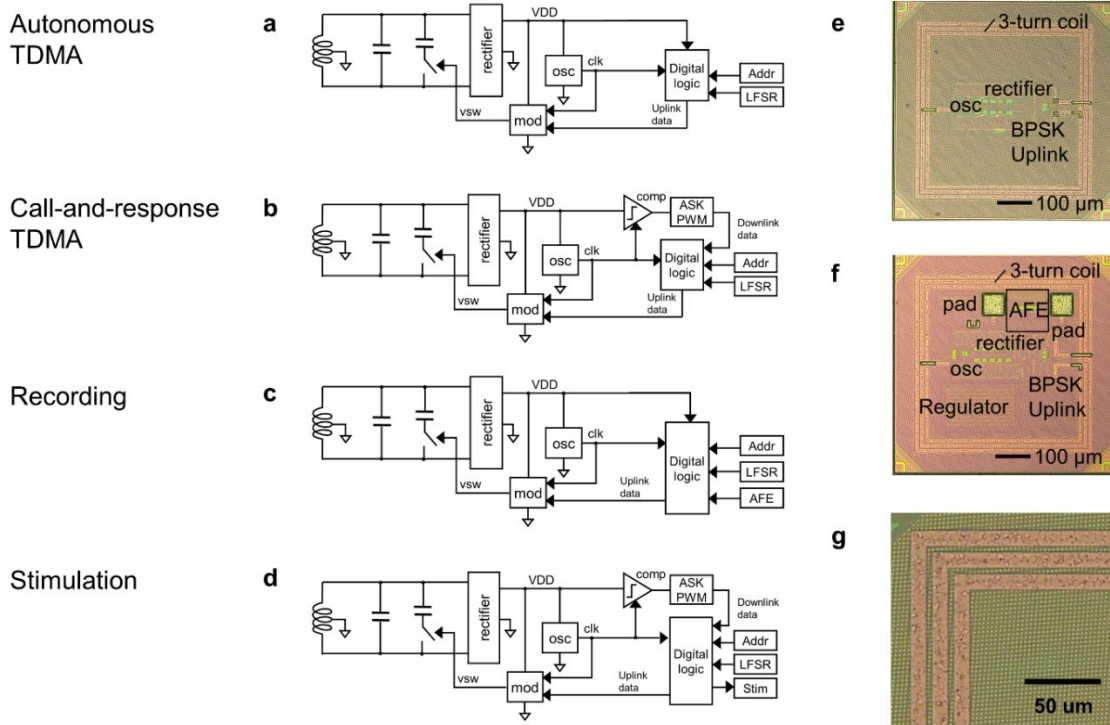 Autonomous
TDMA
a
rectifier
VDD
osc
clk
vsw
mod
Digital
logic
Uplink
data
Addr
LFSR
Call-and-response
TDMA
b
rectifier
VDD
comp
ASK
PWM
Downlink
data
osc
clk
vsw
mod
Digital
logic
Uplink
data
Addr
LFSR
Recording
c
rectifier
VDD
osc
clk
vsw
mod
Digital
logic
Uplink
data
Addr
LFSR
AFE
Stimulation
d
rectifier
VDD
comp
ASK
PWM
Downlink
data
osc
clk
vsw
mod
Digital
logic
Uplink
data
Addr
LFSR
Stim
e
3-turn coil
rectifier
osc
BPSK
Uplink
100 µm
f
3-turn coil
pad
AFE
pad
rectifier
osc
Regulator
BPSK
Uplink
100 µm
g
50 um